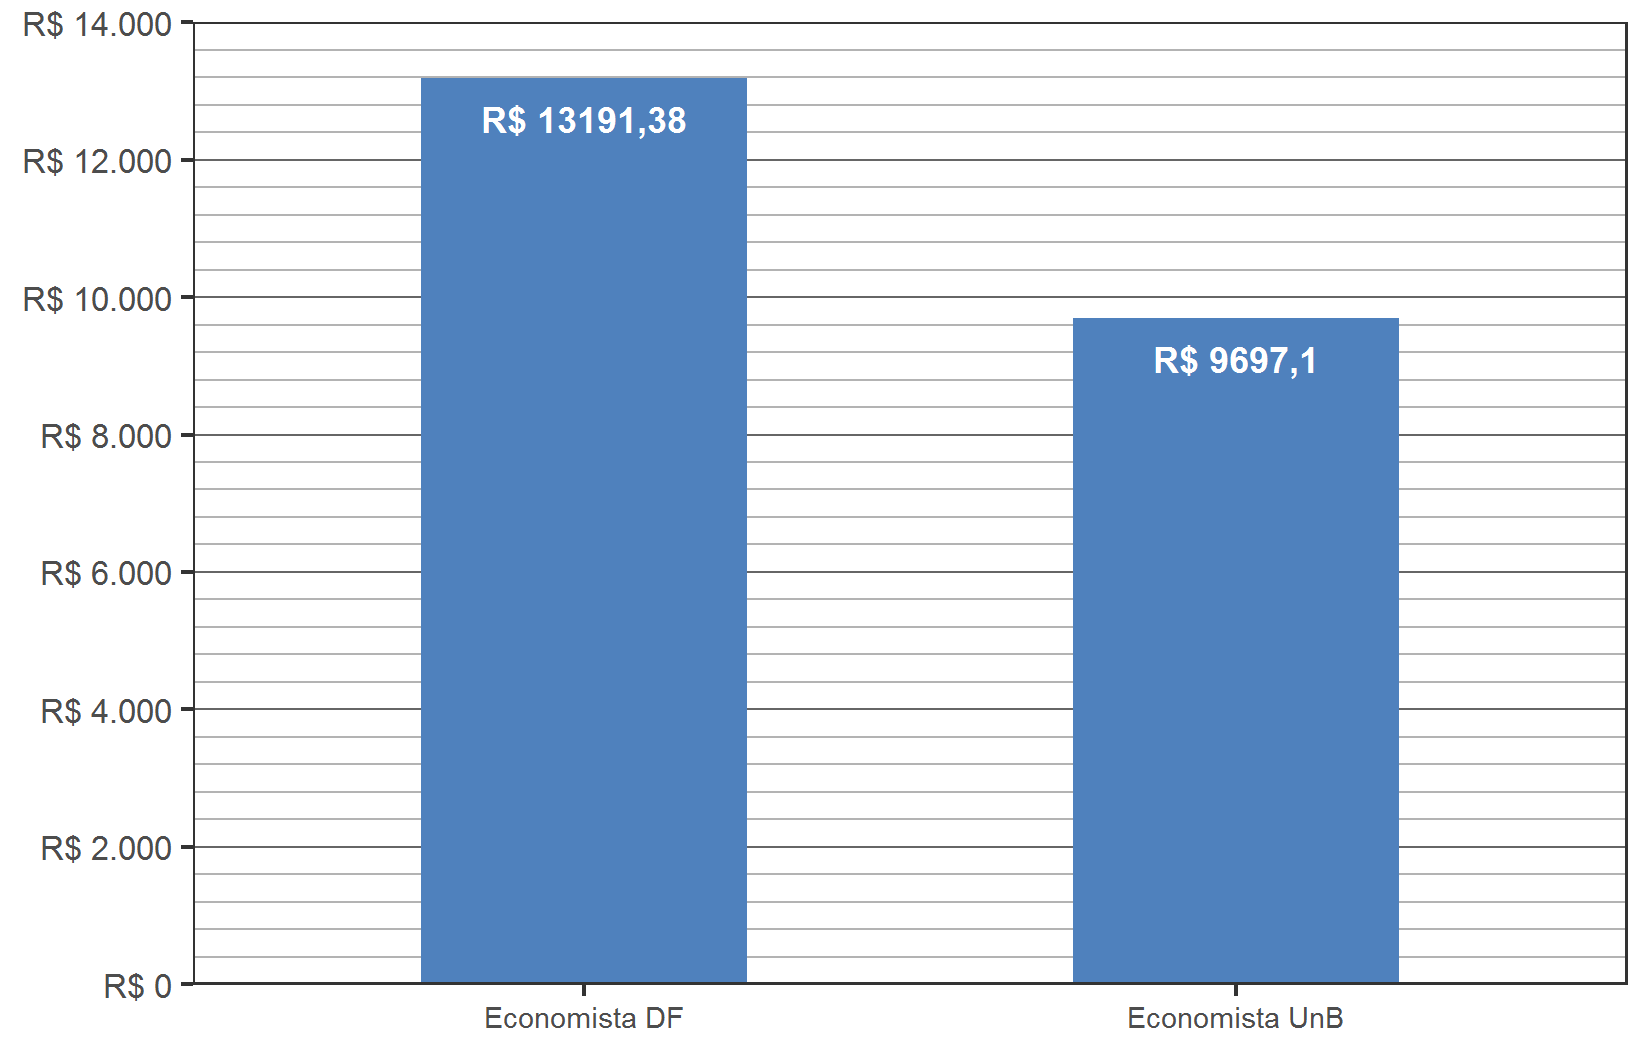 R$ 14.000
R$ 13191,38
R$ 12.000
R$ 10.000
R$ 9697,1
R$ 8.000
R$ 6.000
R$ 4.000
R$ 2.000
R$ 0
Economista DF
Economista UnB